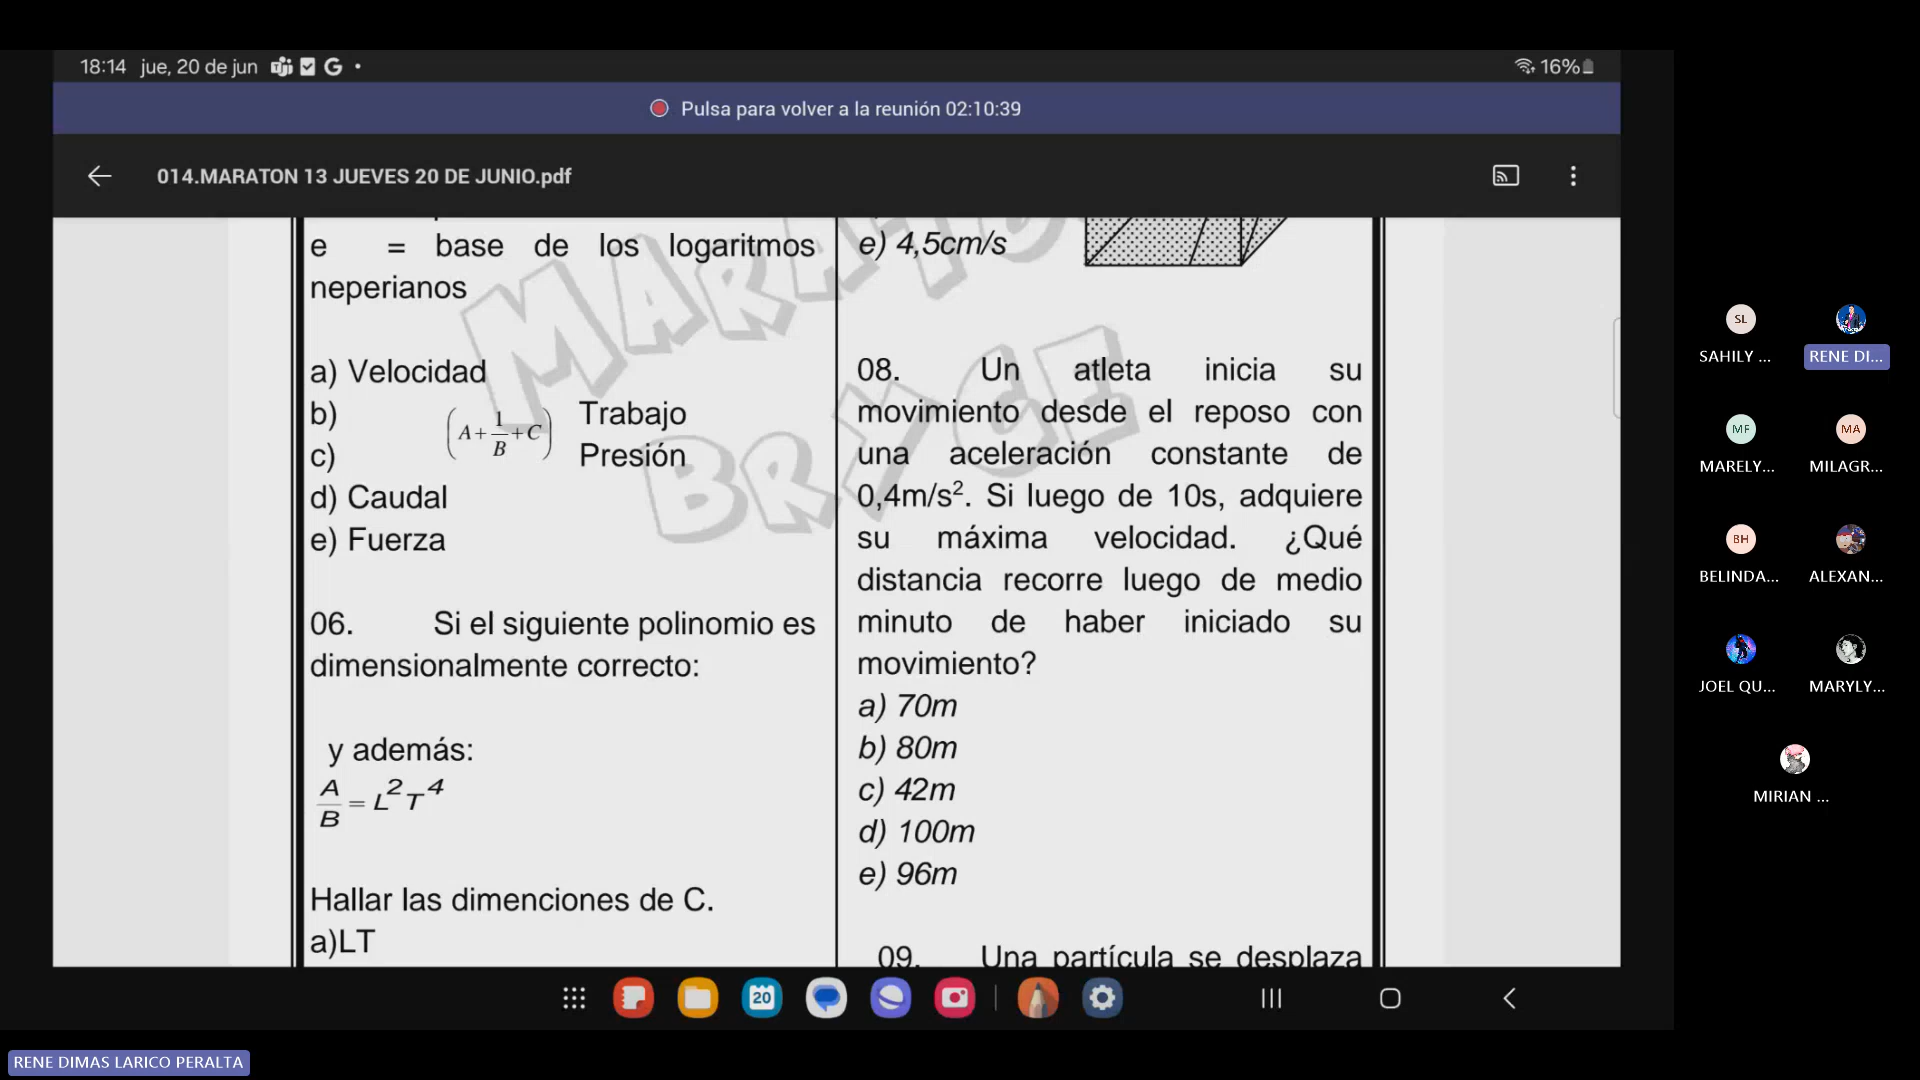 18:14 jue, 20 de jun
16%
Pulsa para volver a la reunión 02:10:39
014.MARATON 13 JUEVES 20 DE JUNIO.pdf
e = base de los logaritmos
neperianos
a) Velocidad
b) Trabajo
(A+1/B+C)
c) Presión
d) Caudal
e) Fuerza
06. Si el siguiente polinomio es
dimensionalmente correcto:
y además:
A/B = L²T⁴
Hallar las dimenciones de C.
a)LT
e) 4,5cm/s
08. Un atleta inicia su
movimiento desde el reposo con
una aceleración constante de
0,4m/s². Si luego de 10s, adquiere
su máxima velocidad. ¿Qué
distancia recorre luego de medio
minuto de haber iniciado su
movimiento?
a) 70m
b) 80m
c) 42m
d) 100m
e) 96m
09. Una partícula se desplaza
MARATON
BRYCE
20
SL
SAHILY ...
RENE DI...
MF
MARELY...
MA
MILAGR...
BH
BELINDA...
ALEXAN...
JOEL QU...
MARYLY...
MIRIAN ...
RENE DIMAS LARICO PERALTA